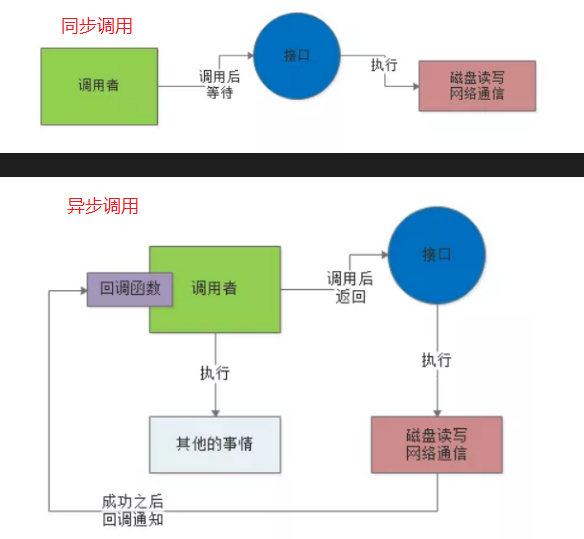 同步调用
调用者
调用后
等待
接口
执行
磁盘读写
网络通信
异步调用
回调函数
调用者
调用后
返回
接口
执行
执行
其他的事情
磁盘读写
网络通信
成功之后
回调通知